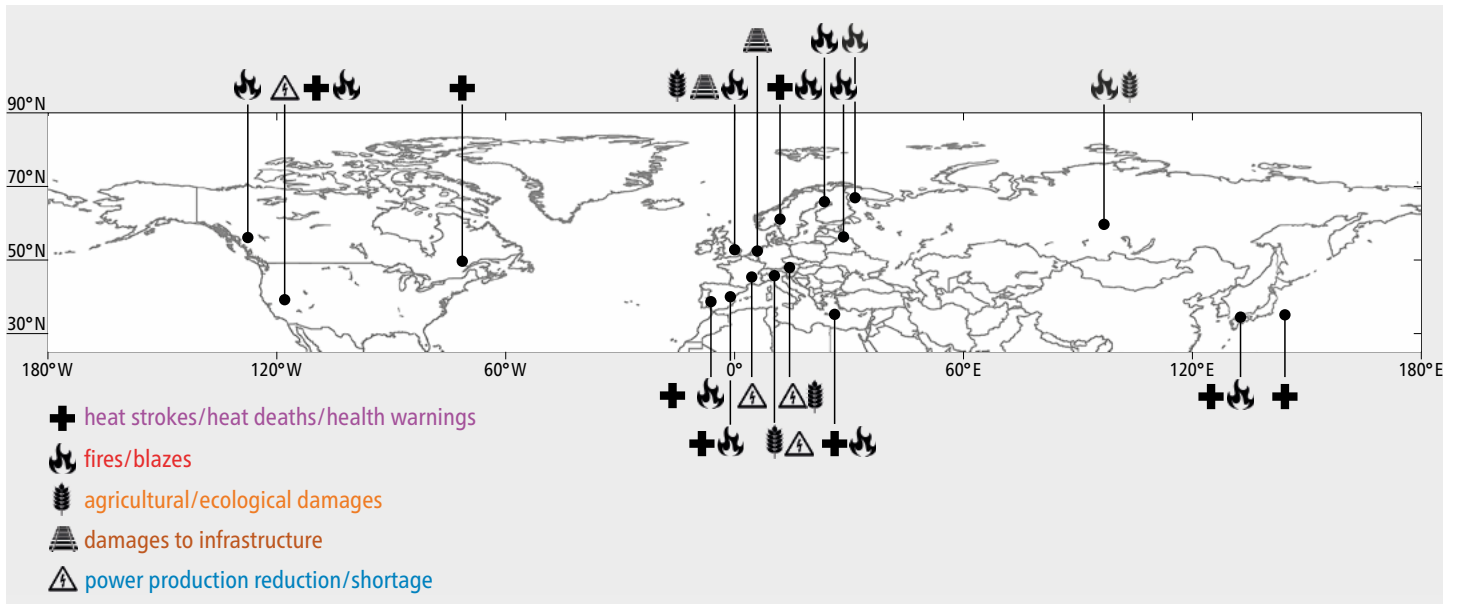 90° N
70° N
50° N
30° N
180°W 120°W 60°W 0° 60°E 120°E 180°E
heat strokes/heat deaths/health warnings
fires/blazes
agricultural/ecological damages
damages to infrastructure
power production reduction/shortage